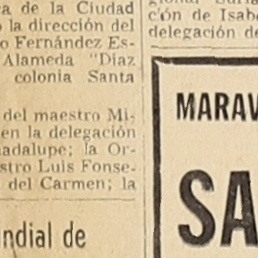 a de la Ciudad
la dirección del
o Fernández Es-
Alameda "Díaz
colonia Santa
del maestro Mi-
en la delegación
adalupe; la Or-
stro Luis Fonse-
del Carmen; la
ndial de
ción de Isabe
delegación de
MARAV
SA